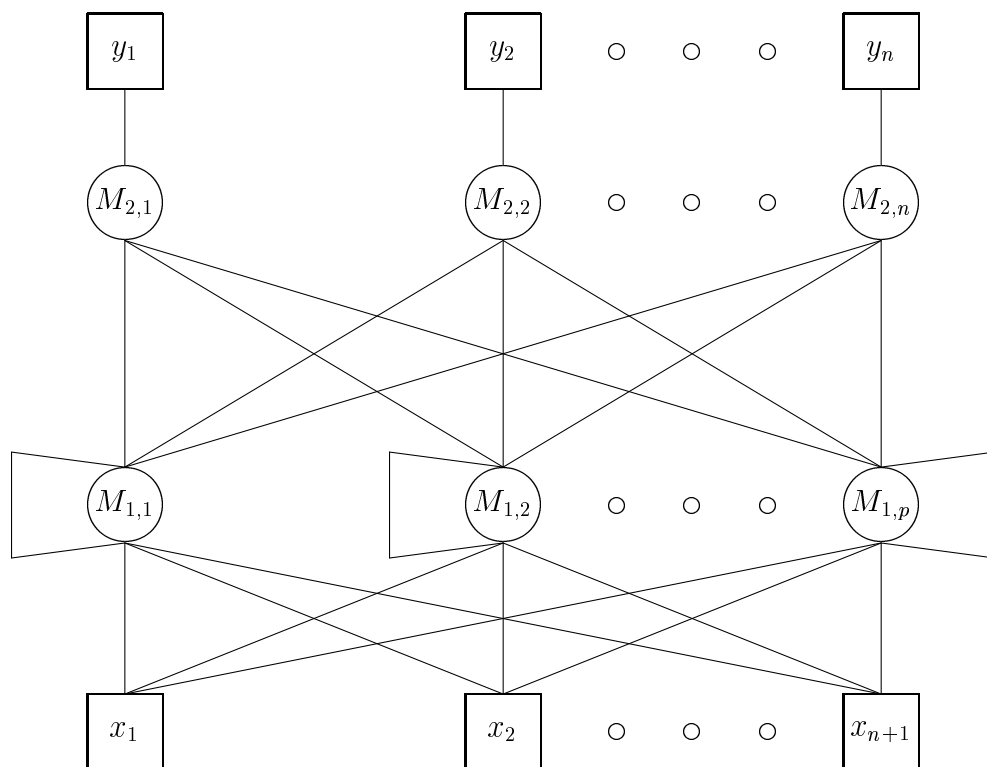 y₁ y₂ yₙ
M₂,₁ M₂,₂ M₂,ₙ
M₁,₁ M₁,₂ M₁,ₚ
x₁ x₂ xₙ₊₁